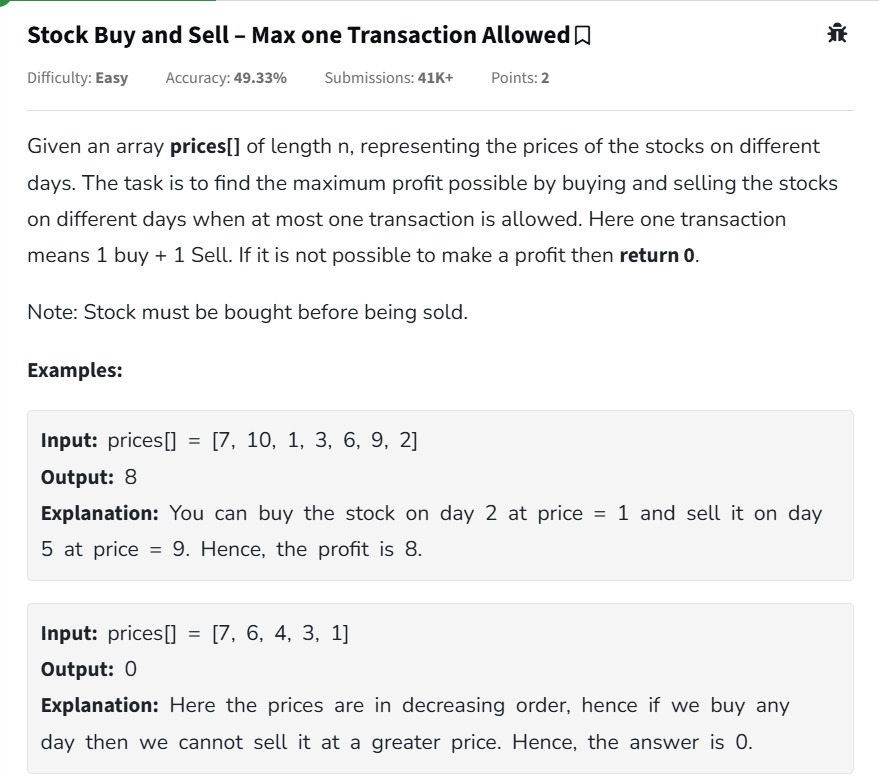 Stock Buy and Sell – Max one Transaction Allowed
Difficulty: Easy Accuracy: 49.33% Submissions: 41K+ Points: 2
Given an array prices[] of length n, representing the prices of the stocks on different
days. The task is to find the maximum profit possible by buying and selling the stocks
on different days when at most one transaction is allowed. Here one transaction
means 1 buy + 1 Sell. If it is not possible to make a profit then return 0.
Note: Stock must be bought before being sold.
Examples:
Input: prices[] = [7, 10, 1, 3, 6, 9, 2]
Output: 8
Explanation: You can buy the stock on day 2 at price = 1 and sell it on day
5 at price = 9. Hence, the profit is 8.
Input: prices[] = [7, 6, 4, 3, 1]
Output: 0
Explanation: Here the prices are in decreasing order, hence if we buy any
day then we cannot sell it at a greater price. Hence, the answer is 0.